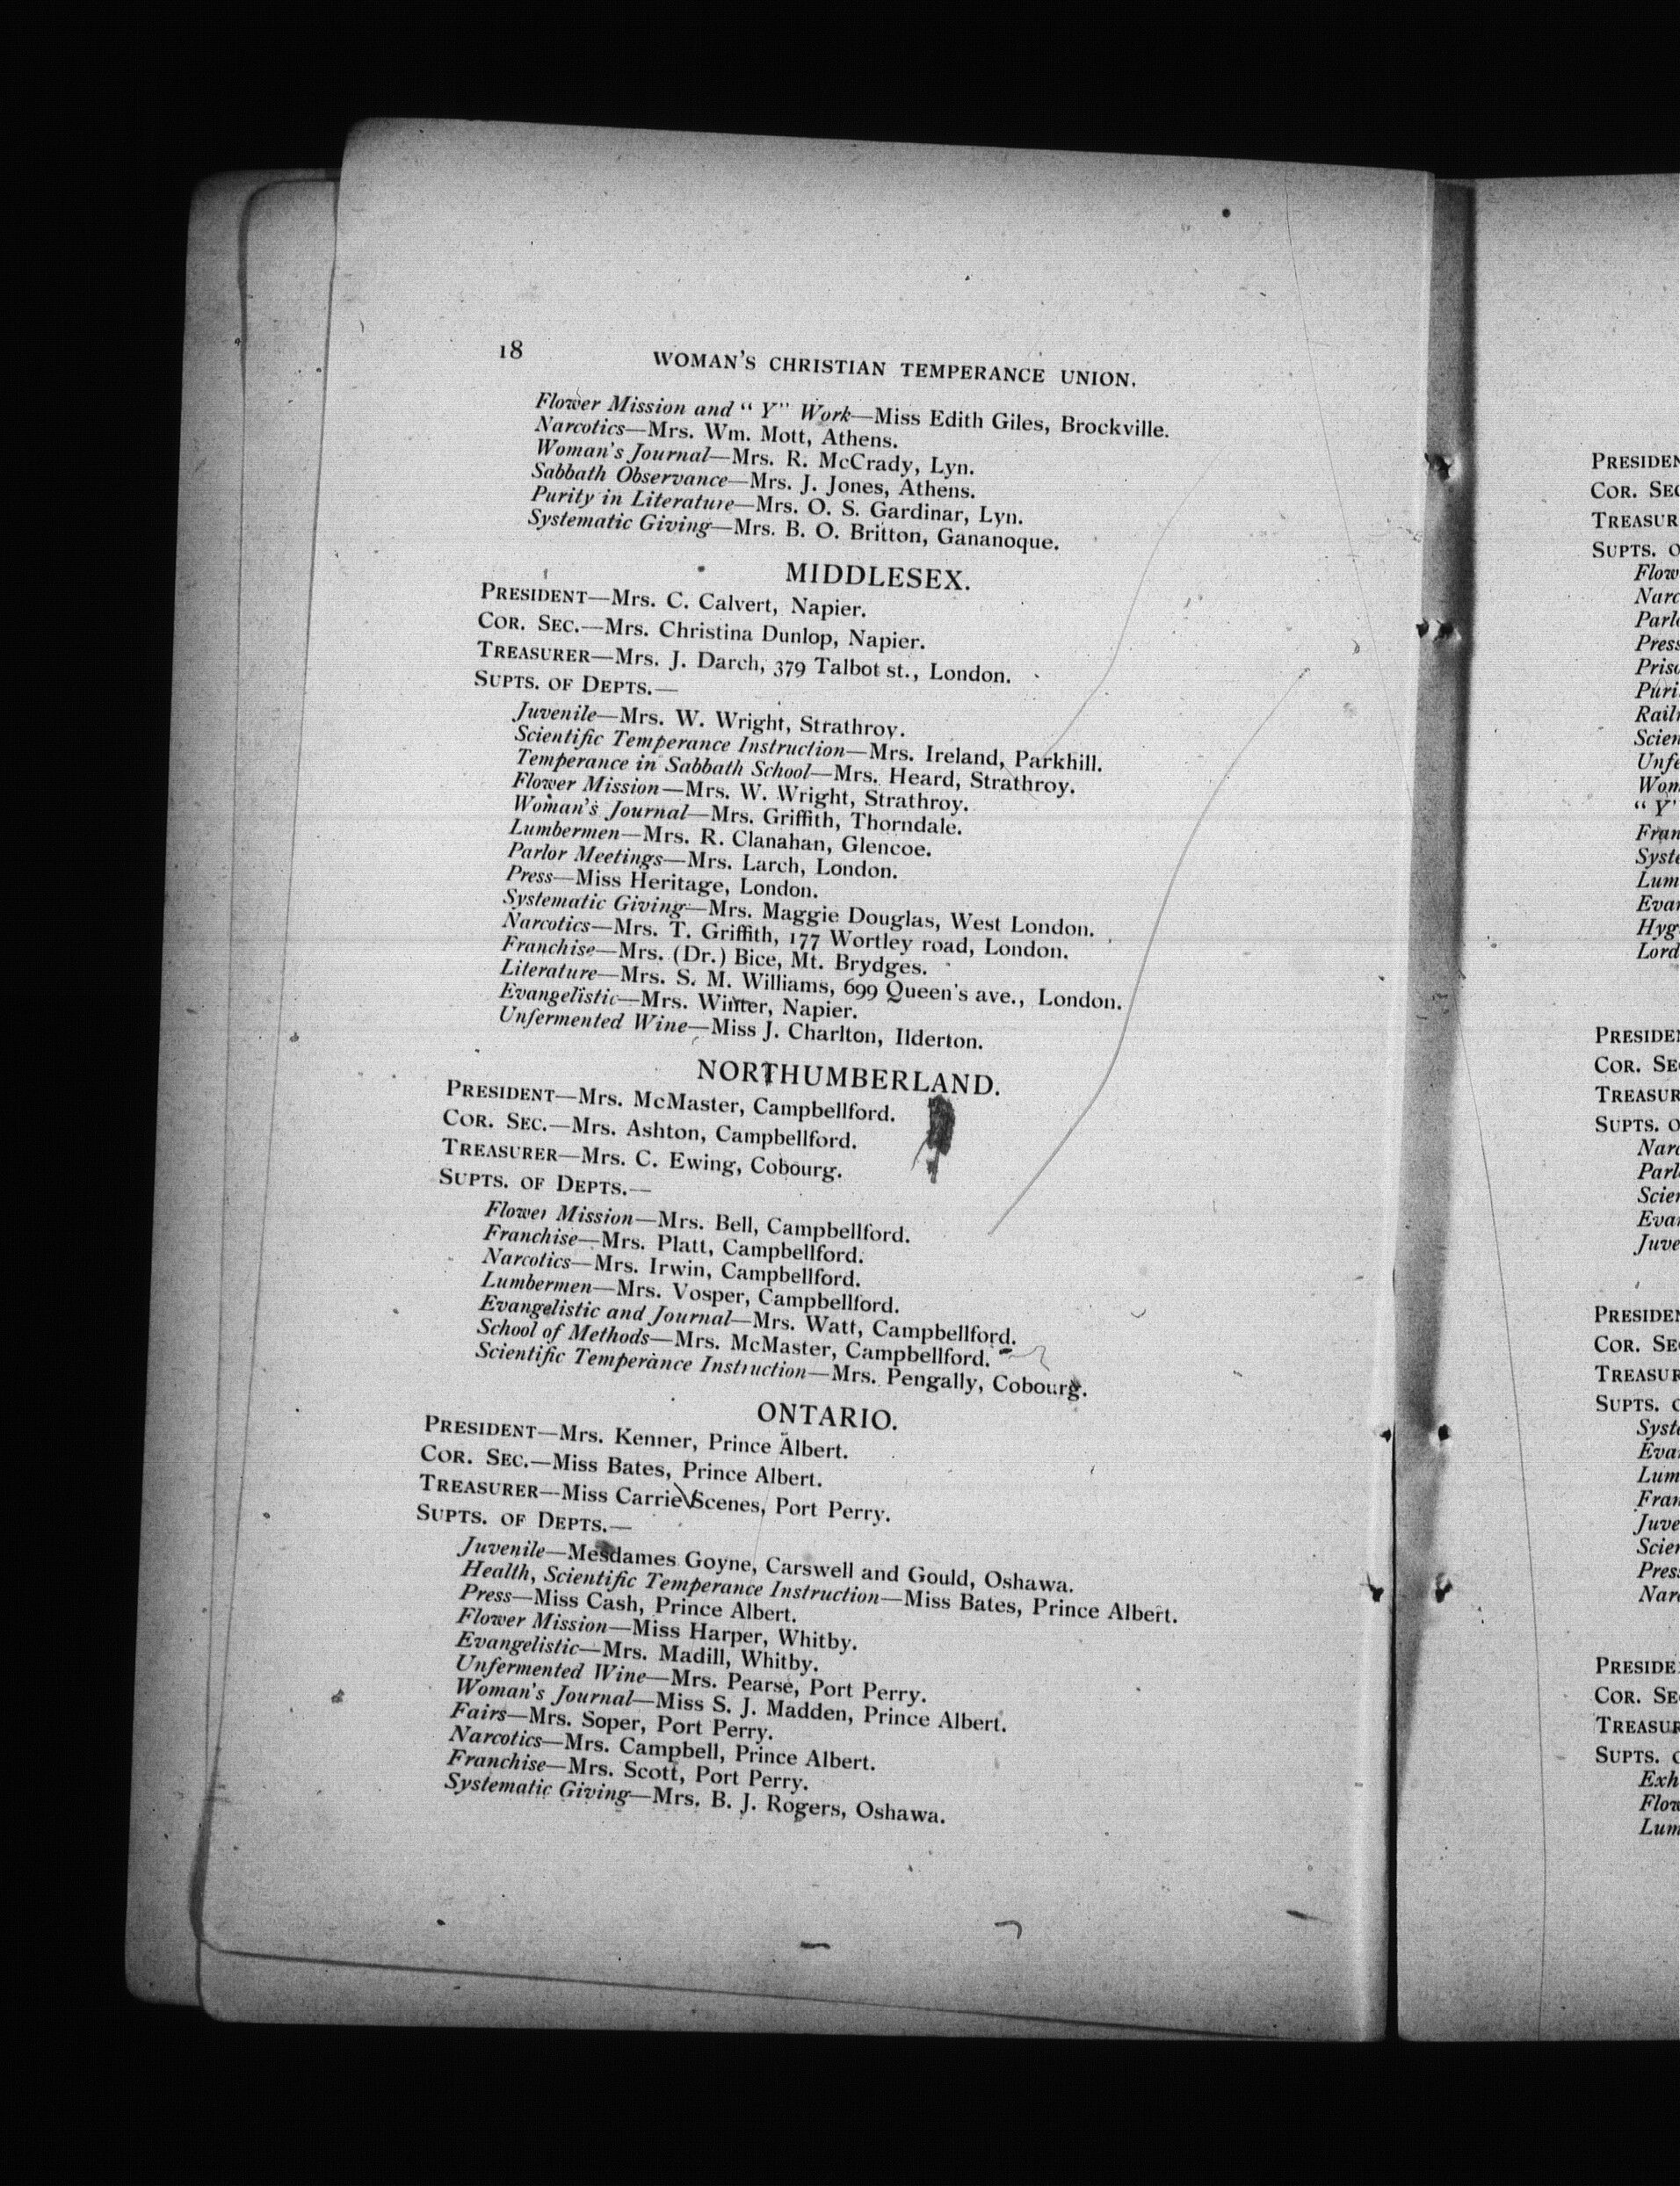 18
WOMAN'S CHRISTIAN TEMPERANCE UNION.
Flower Mission and "Y" Work—Miss Edith Giles, Brockville.
Narcotics—Mrs. Wm. Mott, Athens.
Woman's Journal—Mrs. R. McCrady, Lyn.
Sabbath Observance—Mrs. J. Jones, Athens.
Purity in Literature—Mrs. O. S. Gardinar, Lyn.
Systematic Giving—Mrs. B. O. Britton, Gananoque.
MIDDLESEX.
PRESIDENT—Mrs. C. Calvert, Napier.
COR. SEC.—Mrs. Christina Dunlop, Napier.
TREASURER—Mrs. J. Darch, 379 Talbot st., London.
SUPTS. OF DEPTS.—
Juvenile—Mrs. W. Wright, Strathroy.
Scientific Temperance Instruction—Mrs. Ireland, Parkhill.
Temperance in Sabbath School—Mrs. Heard, Strathroy.
Flower Mission—Mrs. W. Wright, Strathroy.
Woman's Journal—Mrs. Griffith, Thorndale.
Lumbermen—Mrs. R. Clanahan, Glencoe.
Parlor Meetings—Mrs. Larch, London.
Press—Miss Heritage, London.
Systematic Giving—Mrs. Maggie Douglas, West London.
Narcotics—Mrs. T. Griffith, 177 Wortley road, London.
Franchise—Mrs. (Dr.) Bice, Mt. Brydges.
Literature—Mrs. S. M. Williams, 699 Queen's ave., London.
Evangelistic—Mrs. Winter, Napier.
Unfermented Wine—Miss J. Charlton, Ilderton.
NORTHUMBERLAND.
PRESIDENT—Mrs. McMaster, Campbellford.
COR. SEC.—Mrs. Ashton, Campbellford.
TREASURER—Mrs. C. Ewing, Cobourg.
SUPTS. OF DEPTS.—
Flower Mission—Mrs. Bell, Campbellford.
Franchise—Mrs. Platt, Campbellford.
Narcotics—Mrs. Irwin, Campbellford.
Lumbermen—Mrs. Vosper, Campbellford.
Evangelistic and Journal—Mrs. Watt, Campbellford.
School of Methods—Mrs. McMaster, Campbellford.
Scientific Temperance Instruction—Mrs. Pengally, Cobourg.
ONTARIO.
PRESIDENT—Mrs. Kenner, Prince Albert.
COR. SEC.—Miss Bates, Prince Albert.
TREASURER—Miss Carrie Scenes, Port Perry.
SUPTS. OF DEPTS.—
Juvenile—Mesdames Goyne, Carswell and Gould, Oshawa.
Health, Scientific Temperance Instruction—Miss Bates, Prince Albert.
Press—Miss Cash, Prince Albert.
Flower Mission—Miss Harper, Whitby.
Evangelistic—Mrs. Madill, Whitby.
Unfermented Wine—Mrs. Pearse, Port Perry.
Woman's Journal—Miss S. J. Madden, Prince Albert.
Fairs—Mrs. Soper, Port Perry.
Narcotics—Mrs. Campbell, Prince Albert.
Franchise—Mrs. Scott, Port Perry.
Systematic Giving—Mrs. B. J. Rogers, Oshawa.